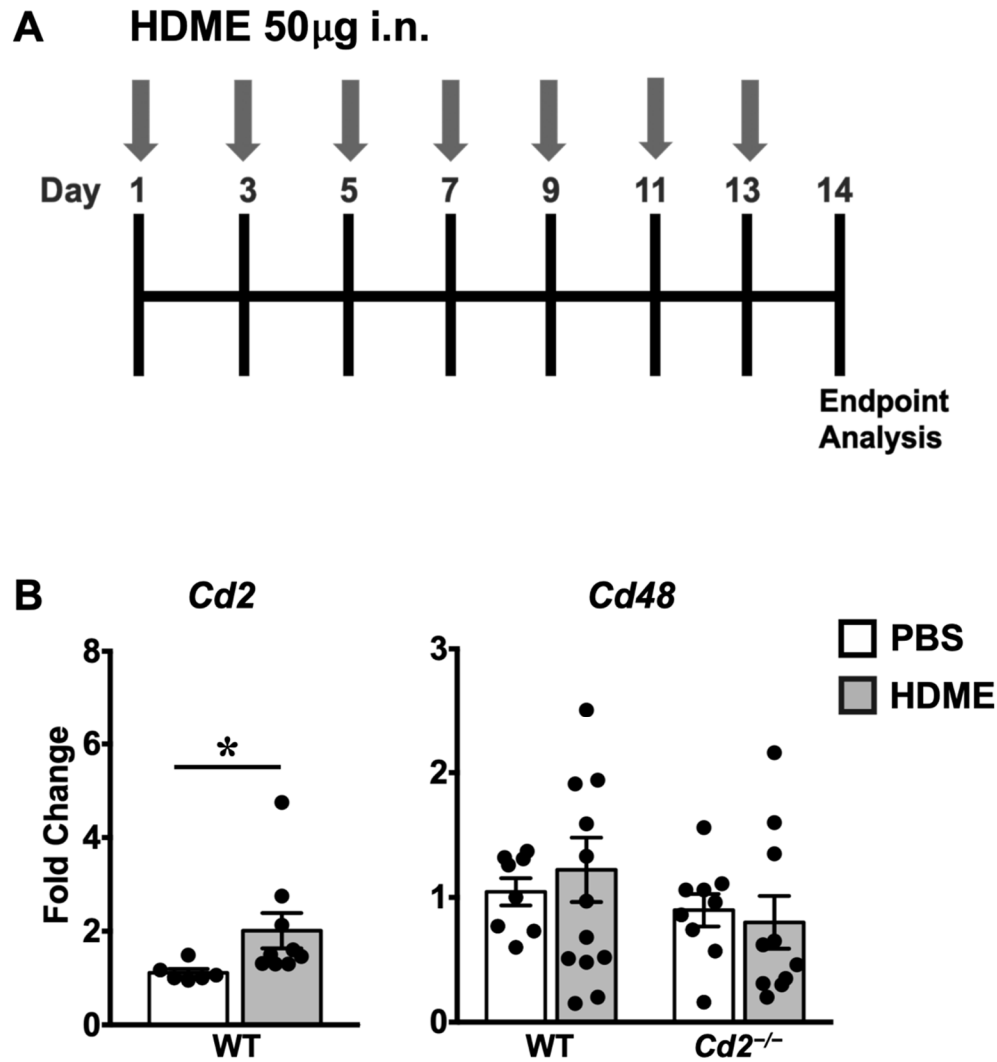 A HDME 50μg i.n.
Day 1 3 5 7 9 11 13 14
Endpoint
Analysis
B Cd2 Cd48
PBS
HDME
Fold Change
8
6
4
2
0
*
WT
3
2
1
0
WT Cd2−/−